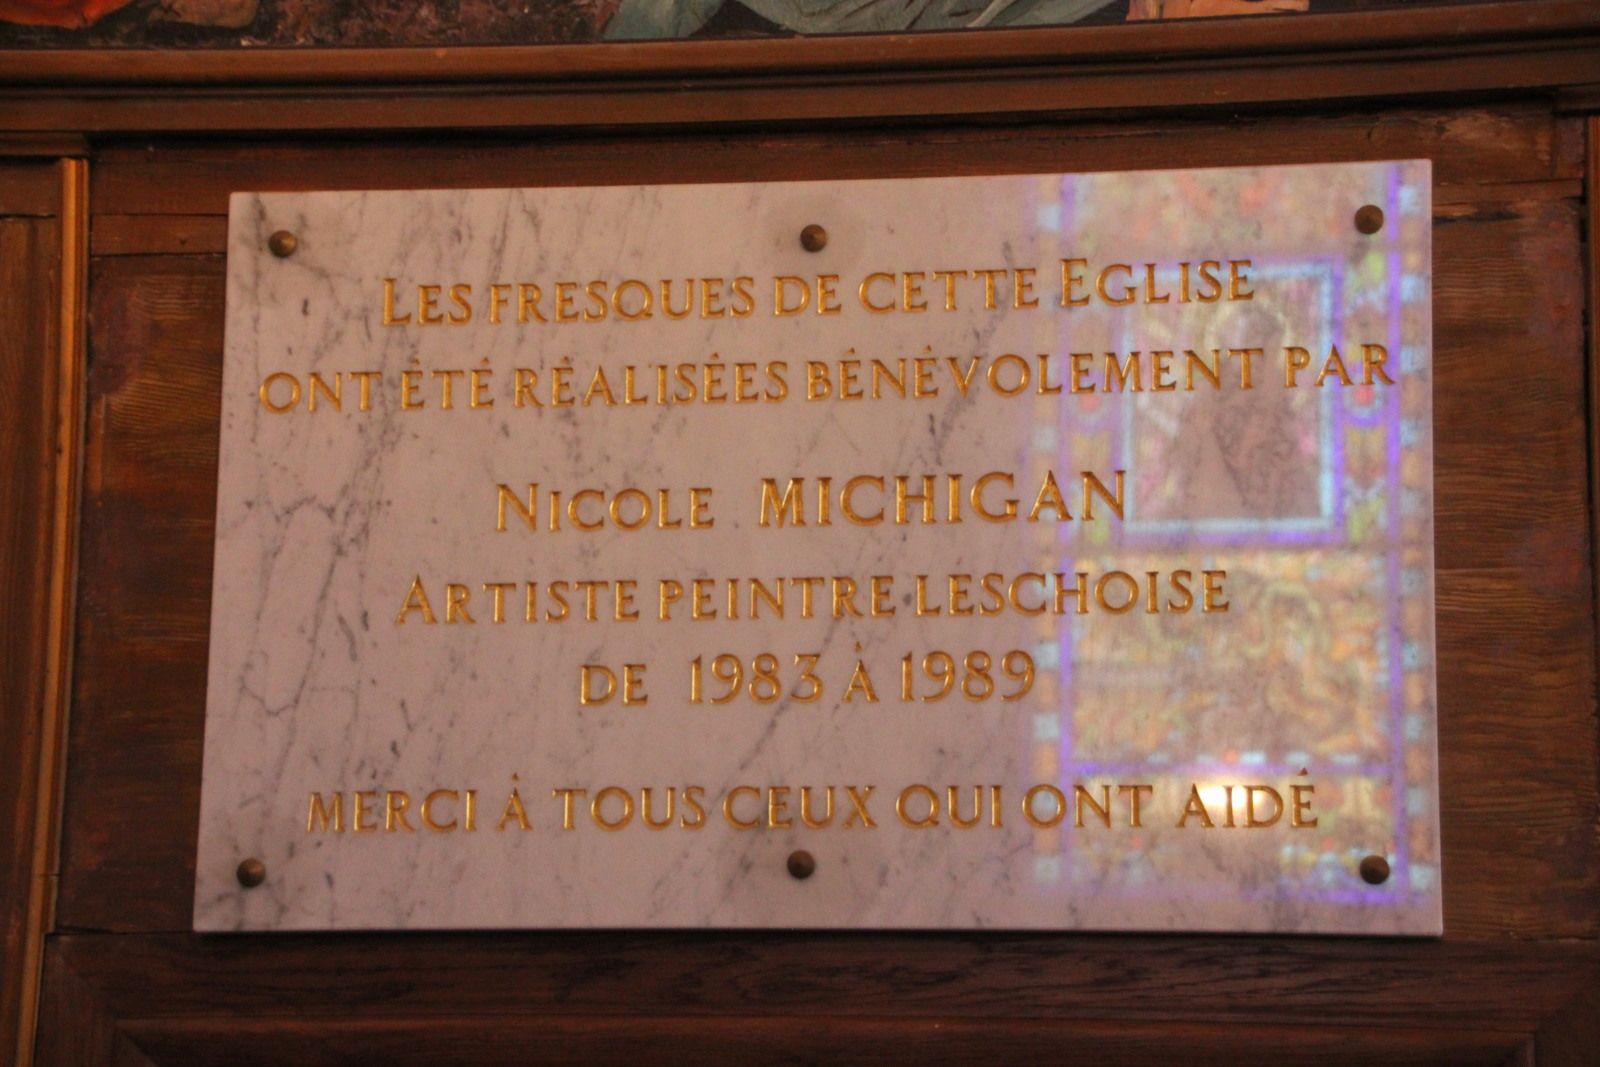 LES FRESQUES DE CETTE EGLISE
ONT ÉTÉ RÉALISÉES BÉNÉVOLEMENT PAR
NICOLE MICHIGAN
ARTISTE PEINTRE LESCHOISE
DE 1983 À 1989
MERCI À TOUS CEUX QUI ONT AIDÉ